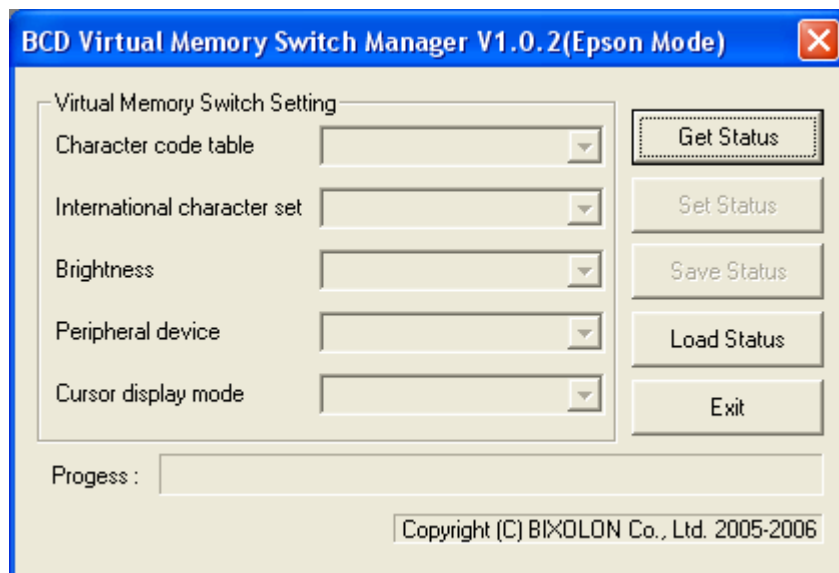 BCD Virtual Memory Switch Manager V1.0.2(Epson Mode)
Virtual Memory Switch Setting
Character code table
International character set
Brightness
Peripheral device
Cursor display mode
Get Status
Set Status
Save Status
Load Status
Exit
Progess :
Copyright (C) BIXOLON Co., Ltd. 2005-2006